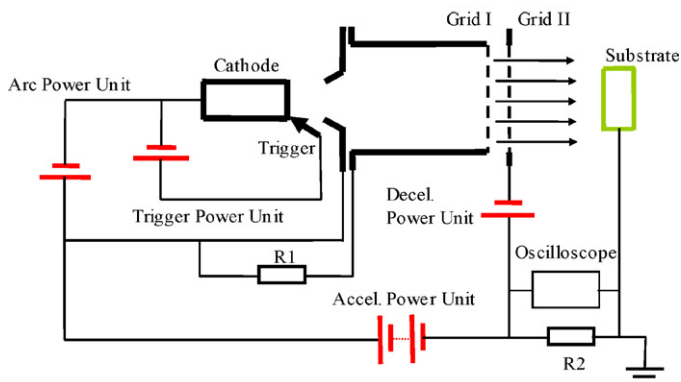 Grid I
Grid II
Substrate
Cathode
Arc Power Unit
Trigger
Decel.
Power Unit
Trigger Power Unit
Oscilloscope
R1
Accel. Power Unit
R2